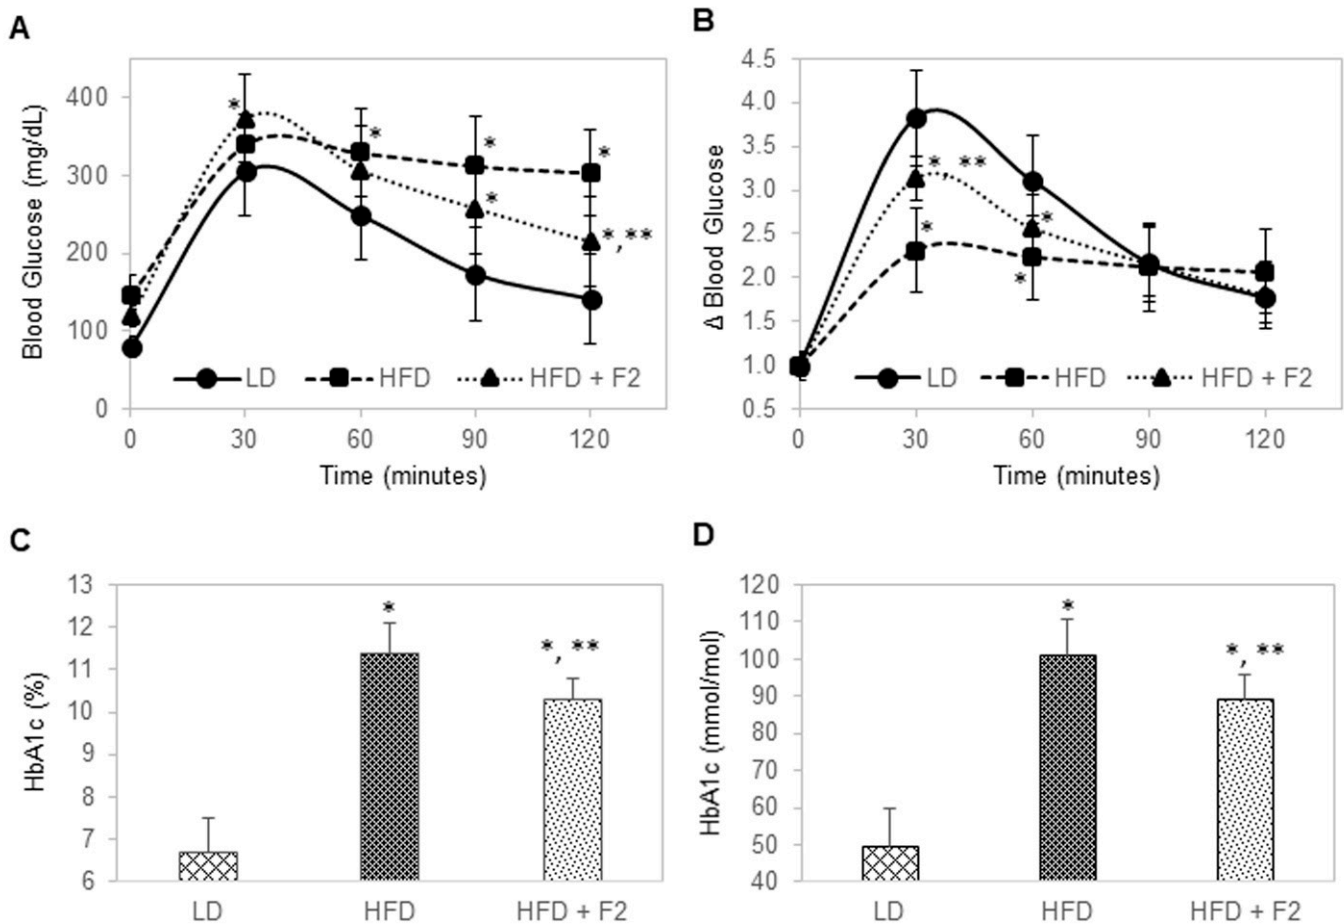 A
Blood Glucose (mg/dL)
400
300
200
100
0
*
*
*
*
*
*,**
LD
HFD
HFD + F2
0 30 60 90 120
Time (minutes)
B
Δ Blood Glucose
4.5
4.0
3.5
3.0
2.5
2.0
1.5
1.0
0.5
*, **
*
*
*
LD
HFD
HFD + F2
0 30 60 90 120
Time (minutes)
C
HbA1c (%)
13
12
11
10
9
8
7
6
*
*, **
LD HFD HFD + F2
D
HbA1c (mmol/mol)
120
110
100
90
80
70
60
50
40
*
*, **
LD HFD HFD + F2